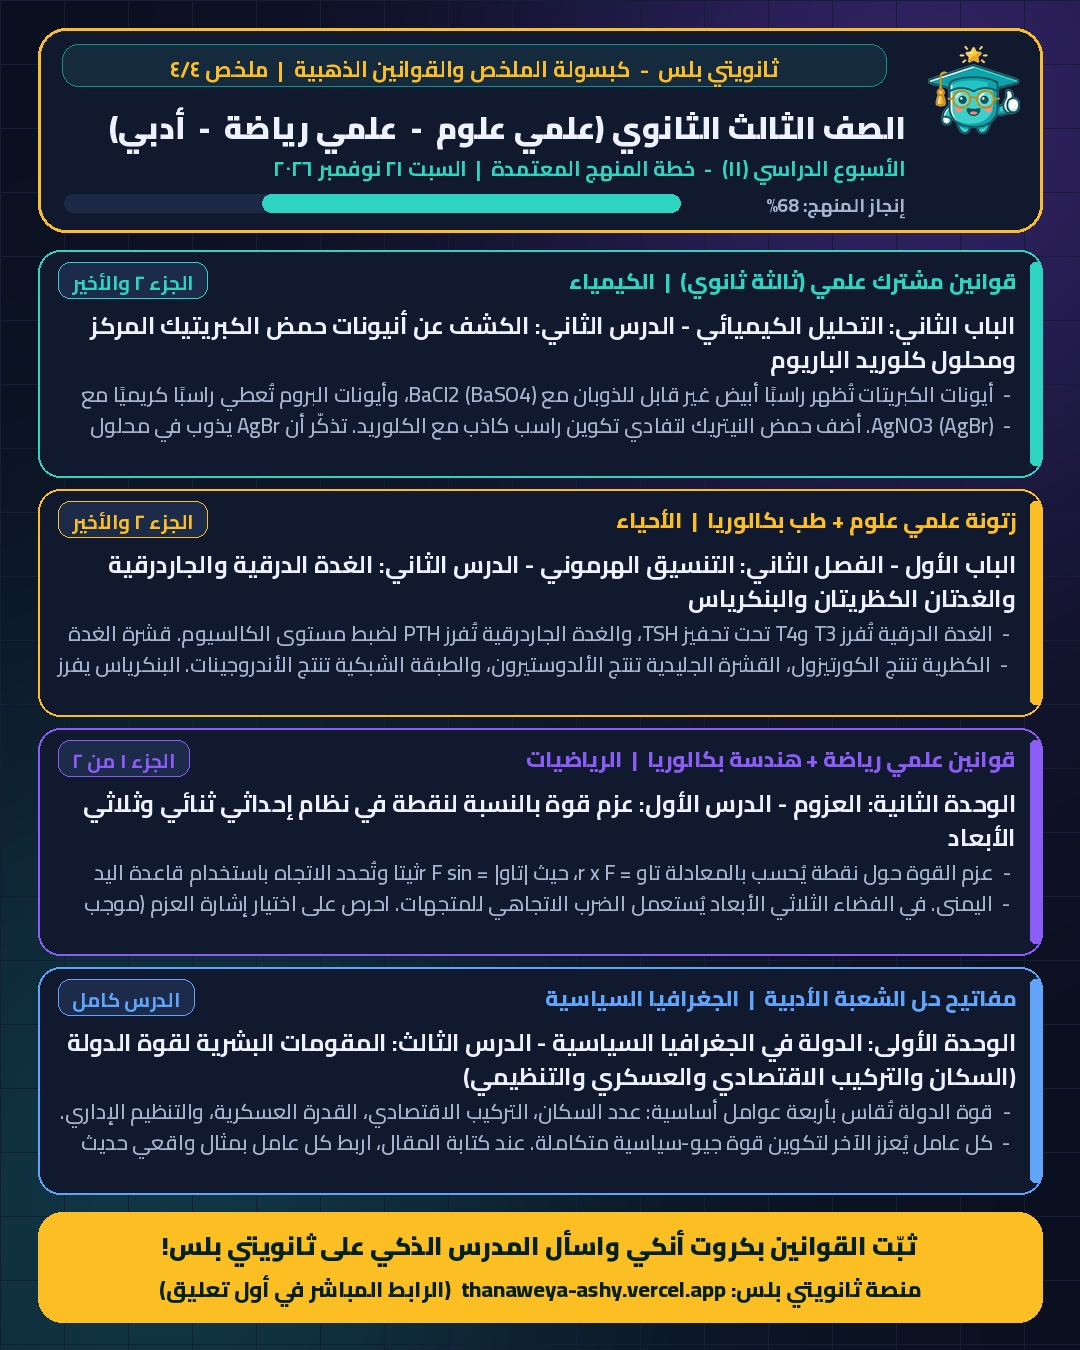 ثانويتي بلس - كبسولة الملخص والقوانين الذهبية | ملخص ٤/٤
الصف الثالث الثانوي (علمي علوم - علمي رياضة - أدبي)
الأسبوع الدراسي (١١) - خطة المنهج المعتمدة | السبت ٢١ نوفمبر ٢٠٢٦
إنجاز المنهج: 68%
قوانين مشترك علمي (ثالثة ثانوي) | الكيمياء
الجزء ٢ والأخير
الباب الثاني: التحليل الكيميائي - الدرس الثاني: الكشف عن أنيونات حمض الكبريتيك المركز
ومحلول كلوريد الباريوم
- أيونات الكبريتات تُظهر راسبًا أبيض غير قابل للذوبان مع BaCl2 (BaSO4)، وأيونات البروم تُعطي راسبًا كريميًا مع
- AgNO3 (AgBr). أضف حمض النيتريك لتفادي تكوين راسب كاذب مع الكلوريد. تذكّر أن AgBr يذوب في محلول
زتونة علمي علوم + طب بكالوريا | الأحياء
الجزء ٢ والأخير
الباب الأول - الفصل الثاني: التنسيق الهرموني - الدرس الثاني: الغدة الدرقية والجاردرقية
والغدتان الكظريتان والبنكرياس
- الغدة الدرقية تُفرز T3 وT4 تحت تحفيز TSH، والغدة الجاردرقية تُفرز PTH لضبط مستوى الكالسيوم. قشرة الغدة
- الكظرية تنتج الكورتيزول، القشرة الجليدية تنتج الألدوستيرون، والطبقة الشبكية تنتج الأندروجينات. البنكرياس يفرز
قوانين علمي رياضة + هندسة بكالوريا | الرياضيات
الجزء ١ من ٢
الوحدة الثانية: العزوم - الدرس الأول: عزم قوة بالنسبة لنقطة في نظام إحداثي ثنائي وثلاثي
الأبعاد
- عزم القوة حول نقطة يُحسب بالمعادلة تاو = r x F، حيث |تاو| = r F sinثيتا وتُحدد الاتجاه باستخدام قاعدة اليد
- اليمنى. في الفضاء الثلاثي الأبعاد يُستعمل الضرب الاتجاهي للمتجهات. احرص على اختيار إشارة العزم (موجب
مفاتيح حل الشعبة الأدبية | الجغرافيا السياسية
الدرس كامل
الوحدة الأولى: الدولة في الجغرافيا السياسية - الدرس الثالث: المقومات البشرية لقوة الدولة
(السكان والتركيب الاقتصادي والعسكري والتنظيمي)
- قوة الدولة تُقاس بأربعة عوامل أساسية: عدد السكان، التركيب الاقتصادي، القدرة العسكرية، والتنظيم الإداري.
- كل عامل يُعزز الآخر لتكوين قوة جيو-سياسية متكاملة. عند كتابة المقال، اربط كل عامل بمثال واقعي حديث
ثبّت القوانين بكروت أنكي واسأل المدرس الذكي على ثانويتي بلس!
منصة ثانويتي بلس: thanaweya-ashy.vercel.app (الرابط المباشر في أول تعليق)